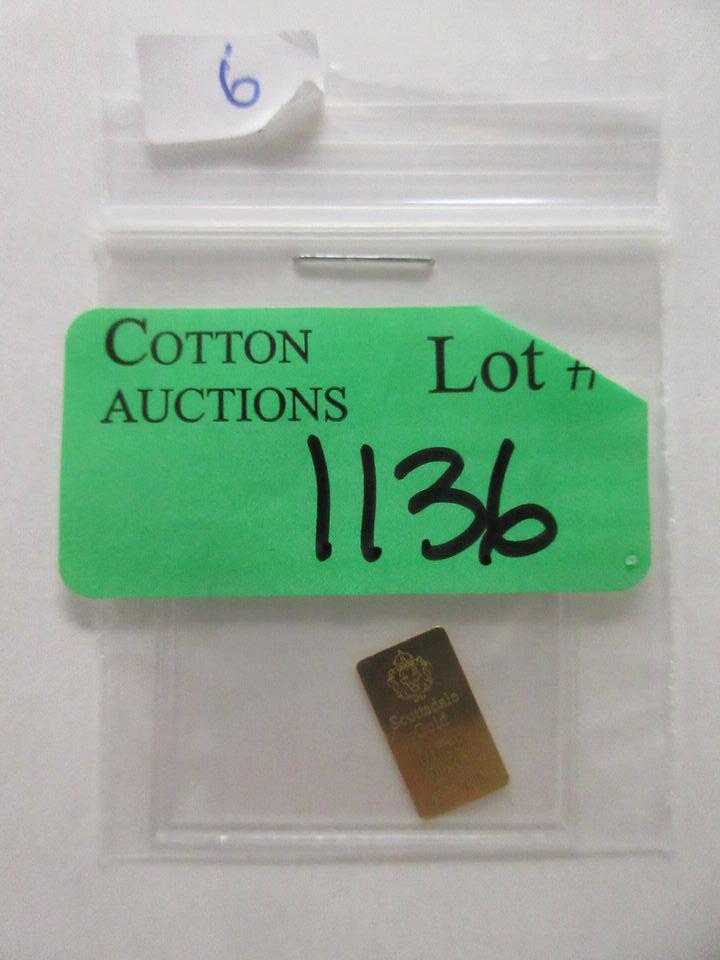 6
COTTON
AUCTIONS
Lot #
1136
Scottsdale
Gold